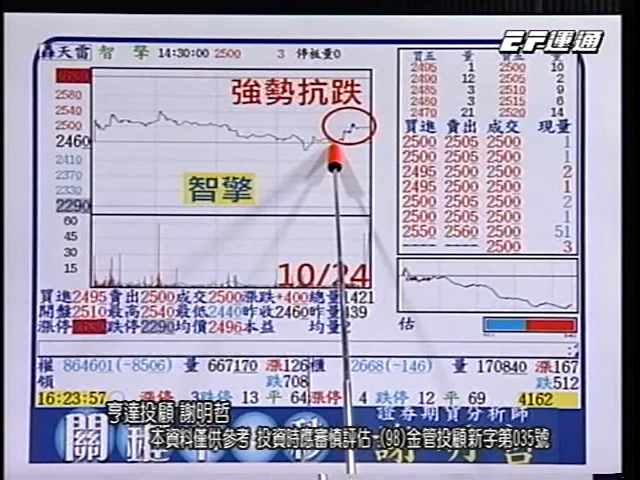 EF運通
轟天雷 智 擎 14:30:00 2500 3 停柢量0
買五 量 賣五 量
2495 1 2500 10
2490 12 2505 2
2485 3 2510 9
2480 3 2515 6
2470 21 2520 14
買進 賣出 成交 現量
2500 2505 2500 1
2500 2505 2500 1
2495 2500 2500 2
2495 2500 2500 1
2500 2505 2500 2
2500 2505 2500 1
2550 2560 2500 51
---- ---- 2500 3
強勢抗跌
2580
2540
2500
2460
2410
2370
2330
2290
60
45
30
15
智擎
10/24
買進2495賣出2500成交2500漲跌+400總量1421
開盤2510最高2540最低2440昨收2460昨量439
漲停 跌停2290均價2496本益 均量2
估
權 864601(-8506) 量 667170 漲126 櫃 2668(-146) 量 170840 漲167
領 跌708 跌512
16:23:57 漲停 3跌停 13 平 漲停 4 跌停 12 平 64 4162
亨達投顧 謝明哲
證券期貨分析師
關鍵 秒
本資料僅供參考 投資時應審慎評估-(98)金管投顧新字第035號